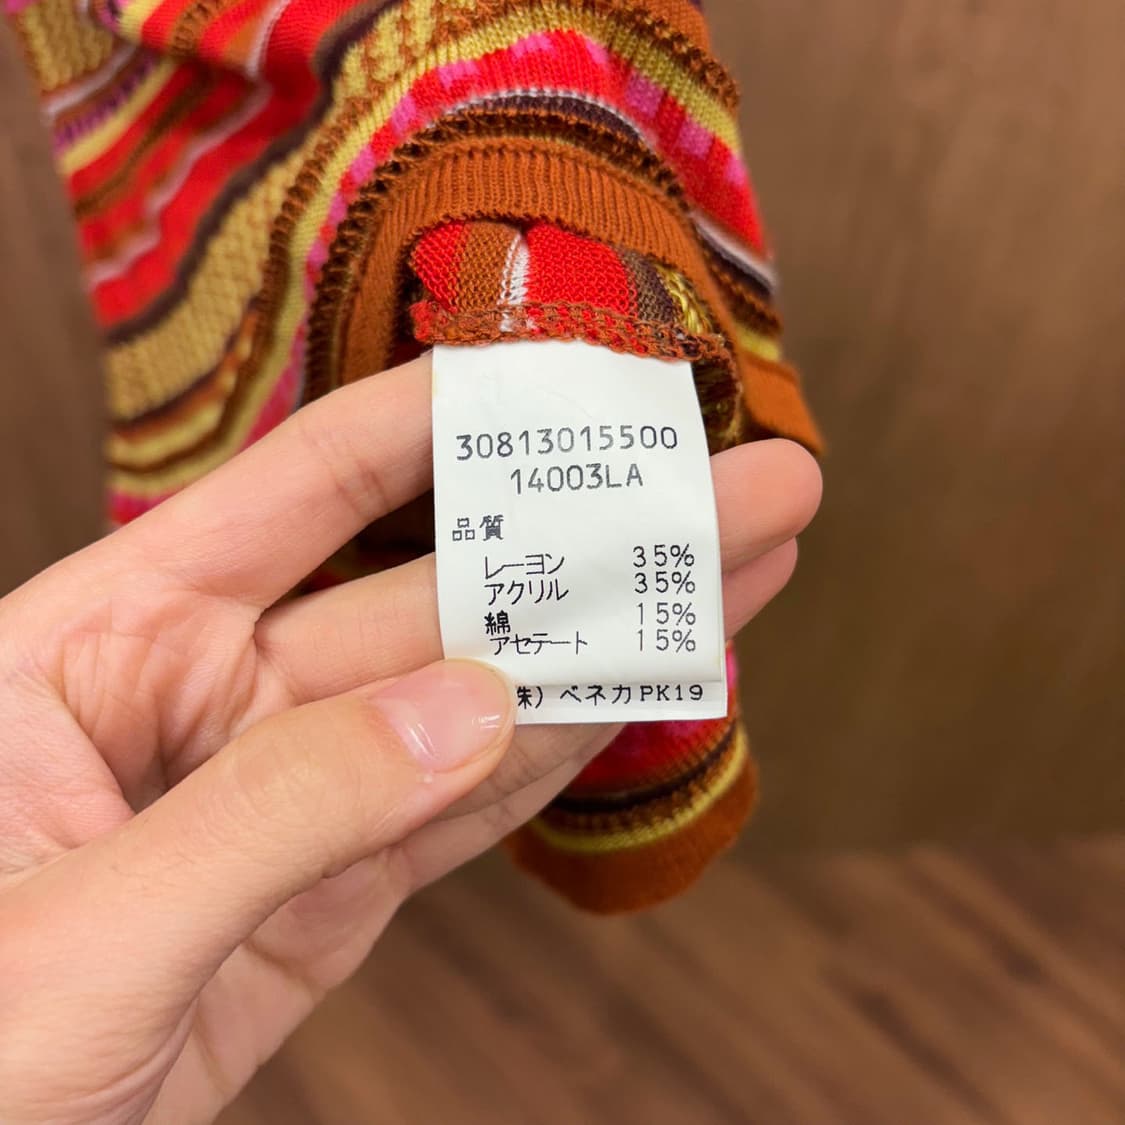 30813015500
14003LA
品質
レーヨン 35%
アクリル 35%
綿 15%
アセテート 15%
株) ベネカPK19